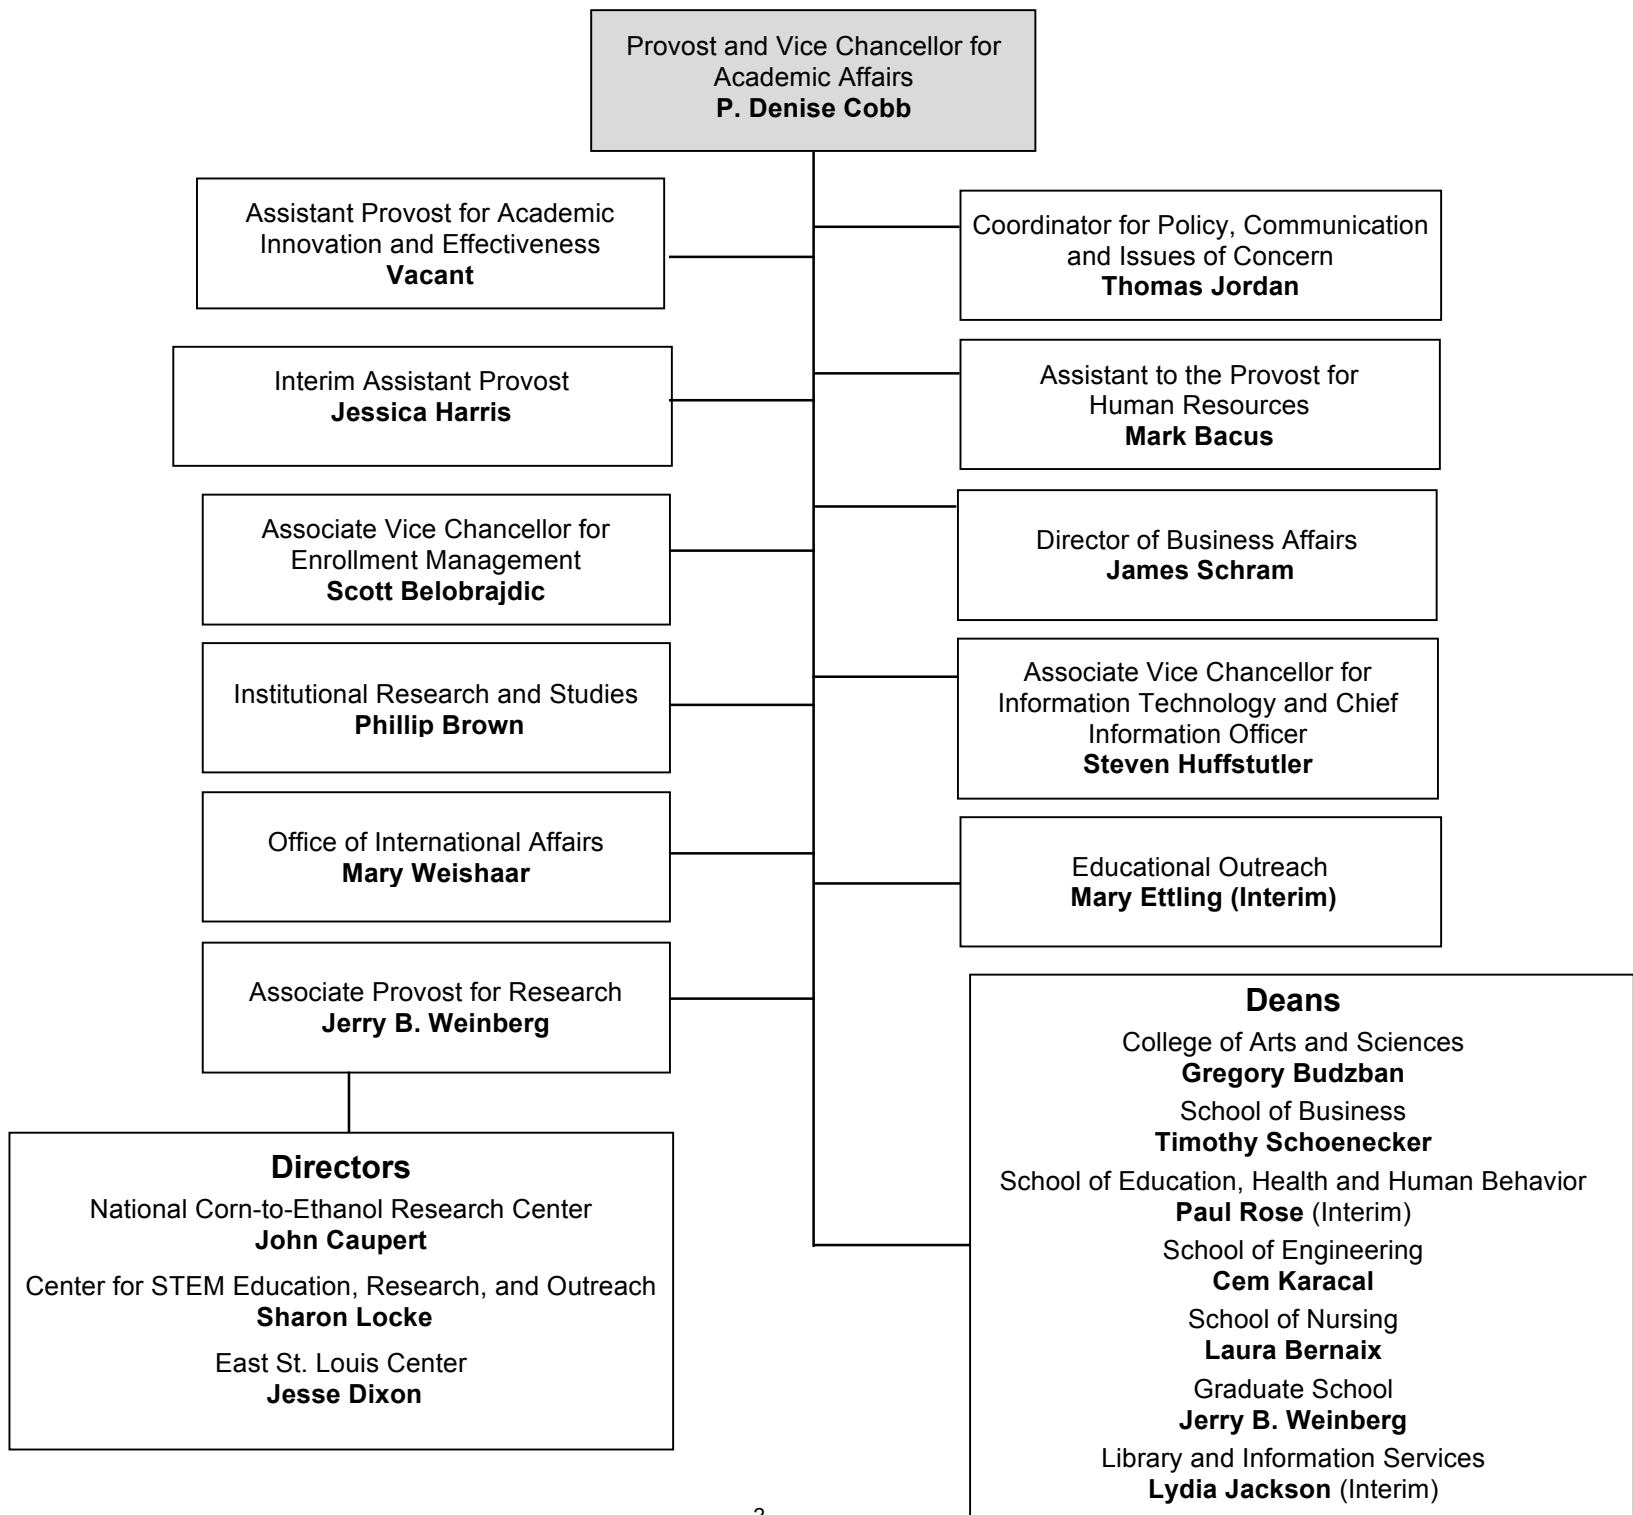 Provost and Vice Chancellor for
Academic Affairs
P. Denise Cobb
Assistant Provost for Academic
Innovation and Effectiveness
Vacant
Coordinator for Policy, Communication
and Issues of Concern
Thomas Jordan
Interim Assistant Provost
Jessica Harris
Assistant to the Provost for
Human Resources
Mark Bacus
Associate Vice Chancellor for
Enrollment Management
Scott Belobrajdic
Director of Business Affairs
James Schram
Institutional Research and Studies
Phillip Brown
Associate Vice Chancellor for
Information Technology and Chief
Information Officer
Steven Huffstutler
Office of International Affairs
Mary Weishaar
Educational Outreach
Mary Ettling (Interim)
Associate Provost for Research
Jerry B. Weinberg
Directors
National Corn-to-Ethanol Research Center
John Caupert
Center for STEM Education, Research, and Outreach
Sharon Locke
East St. Louis Center
Jesse Dixon
Deans
College of Arts and Sciences
Gregory Budzban
School of Business
Timothy Schoenecker
School of Education, Health and Human Behavior
Paul Rose (Interim)
School of Engineering
Cem Karacal
School of Nursing
Laura Bernaix
Graduate School
Jerry B. Weinberg
Library and Information Services
Lydia Jackson (Interim)